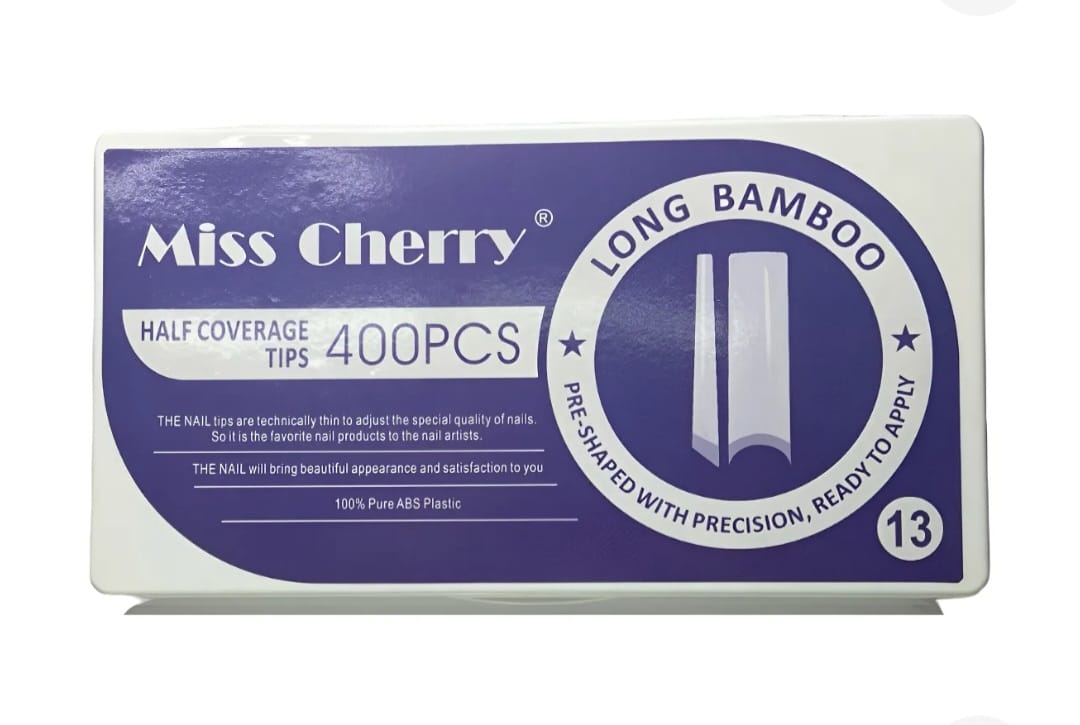 Miss Cherry®
HALF COVERAGE
TIPS
400PCS
THE NAIL tips are technically thin to adjust the special quality of nails.
So it is the favorite nail products to the nail artists.
THE NAIL will bring beautiful appearance and satisfaction to you
100% Pure ABS Plastic
LONG BAMBOO
PRE-SHAPED WITH PRECISION, READY TO APPLY
13